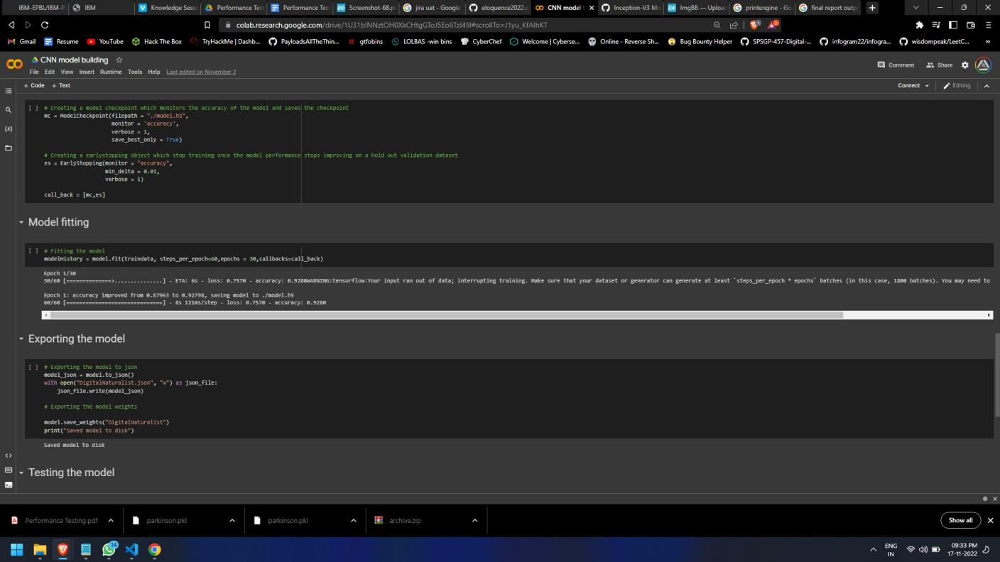 IBM-EPBL/IBM-P
IBM
Knowledge Sess
Performance Tes
Performance Tes
Screenshot-68.p
jira uat - Google
eloquence2022.g
CNN model b
Inception-V3 Mo
ImgBB — Upload
printengine - Go
final report outp
colab.research.google.com/drive/1U31blNNztOH0XkCHtgGToJ5Eo6TzI49I#scrollTo=J1yu_KfAlhKT
Gmail
Resume
YouTube
Hack The Box
TryHackMe | Dashb...
PayloadsAllTheThin...
gtfobins
LOLBAS -win bins
CyberChef
Welcome | Cyberse...
Online - Reverse Sh...
Bug Bounty Helper
SPSGP-457-Digital-...
infogram22/infogra...
wisdompeak/LeetC...
CNN model building
File Edit View Insert Runtime Tools Help Last edited on November 2
Comment
Share
+ Code + Text
Connect
Editing
[ ] # Creating a model checkpoint which monitors the accuracy of the model and saves the checkpoint
mc = ModelCheckpoint(filepath = "./model.h5",
monitor = 'accuracy',
verbose = 1,
save_best_only = True)
# Creating a earlystopping object which stop training once the model performance stops improving on a hold out validation dataset
es = EarlyStopping(monitor = "accuracy",
min_delta = 0.01,
verbose = 1)
call_back = [mc,es]
Model fitting
[ ] # Fitting the model
modelHistory = model.fit(traindata, steps_per_epoch=60,epochs = 30,callbacks=call_back)
Epoch 1/30
30/60 [==============>...............] - ETA: 6s - loss: 0.7570 - accuracy: 0.9280WARNING:tensorflow:Your input ran out of data; interrupting training. Make sure that your dataset or generator can generate at least `steps_per_epoch * epochs` batches (in this case, 1800 batches). You may need to
Epoch 1: accuracy improved from 0.87963 to 0.92798, saving model to ./model.h5
60/60 [==============================] - 8s 121ms/step - loss: 0.7570 - accuracy: 0.9280
Exporting the model
[ ] # Exporting the model to json
model_json = model.to_json()
with open("DigitalNaturalist.json", "w") as json_file:
json_file.write(model_json)
# Exporting the model weights
model.save_weights("DigitalNaturalist")
print("Saved model to disk")
Saved model to disk
Testing the model
Performance Testing.pdf
parkinson.pkl
parkinson.pkl
archive.zip
Show all
14
ENG
IN
09:33 PM
17-11-2022